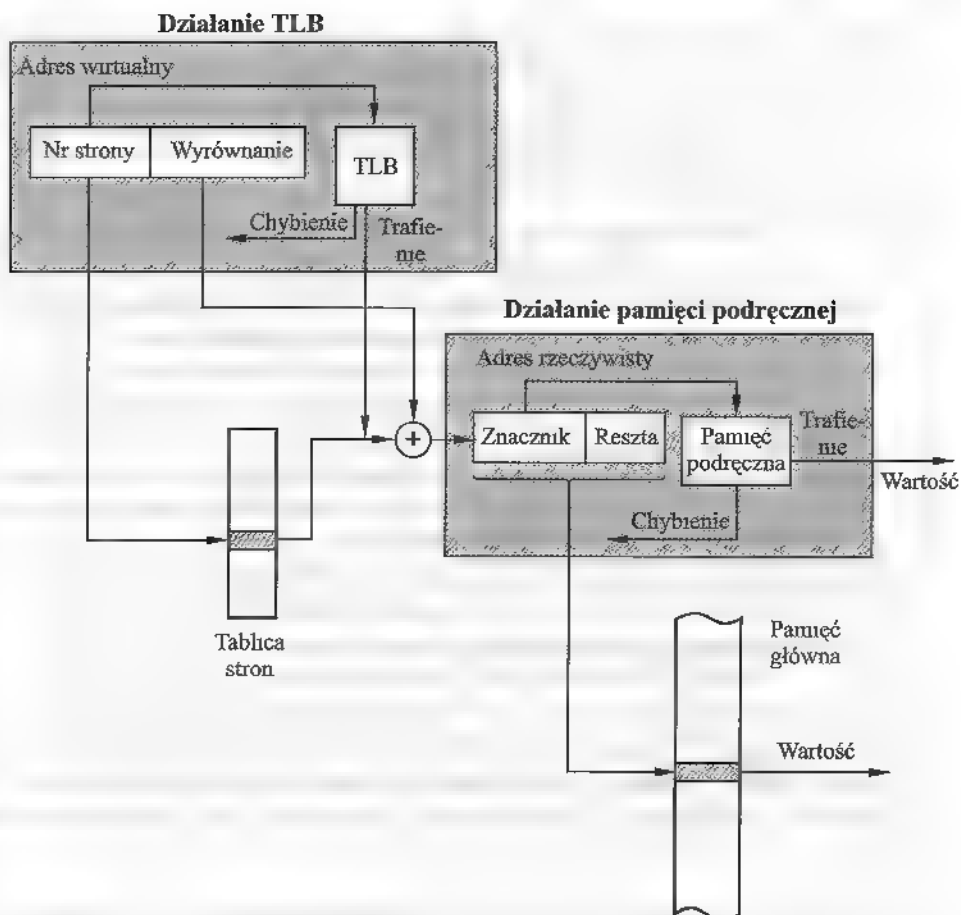 Działanie TLB
Adres wirtualny
Nr strony
Wyrównanie
TLB
Chybienie
Trafie-
nie
Działanie pamięci podręcznej
Adres rzeczywisty
Znacznik
Reszta
Pamięć
podręczna
Trafie-
nie
Wartość
Chybienie
+
Tablica
stron
Pamięć
główna
Wartość